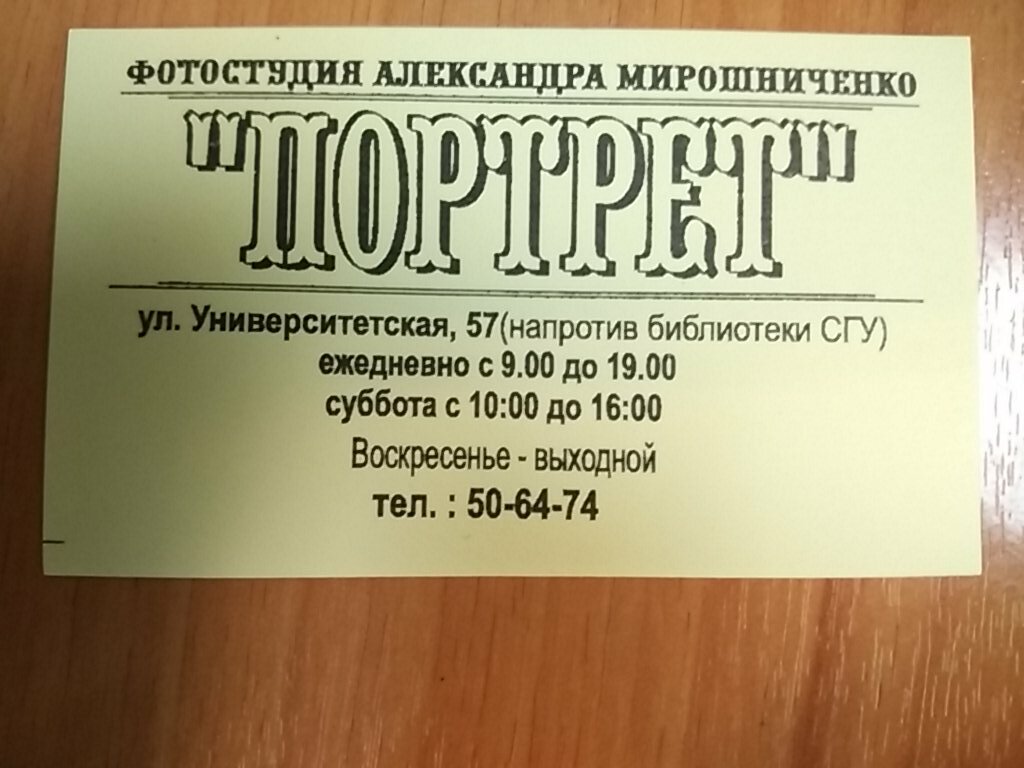 ФОТОСТУДИЯ АЛЕКСАНДРА МИРОШНИЧЕНКО
"ПОРТРЕТ"
ул. Университетская, 57(напротив библиотеки СГУ)
ежедневно с 9.00 до 19.00
суббота с 10:00 до 16:00
Воскресенье - выходной
тел. : 50-64-74